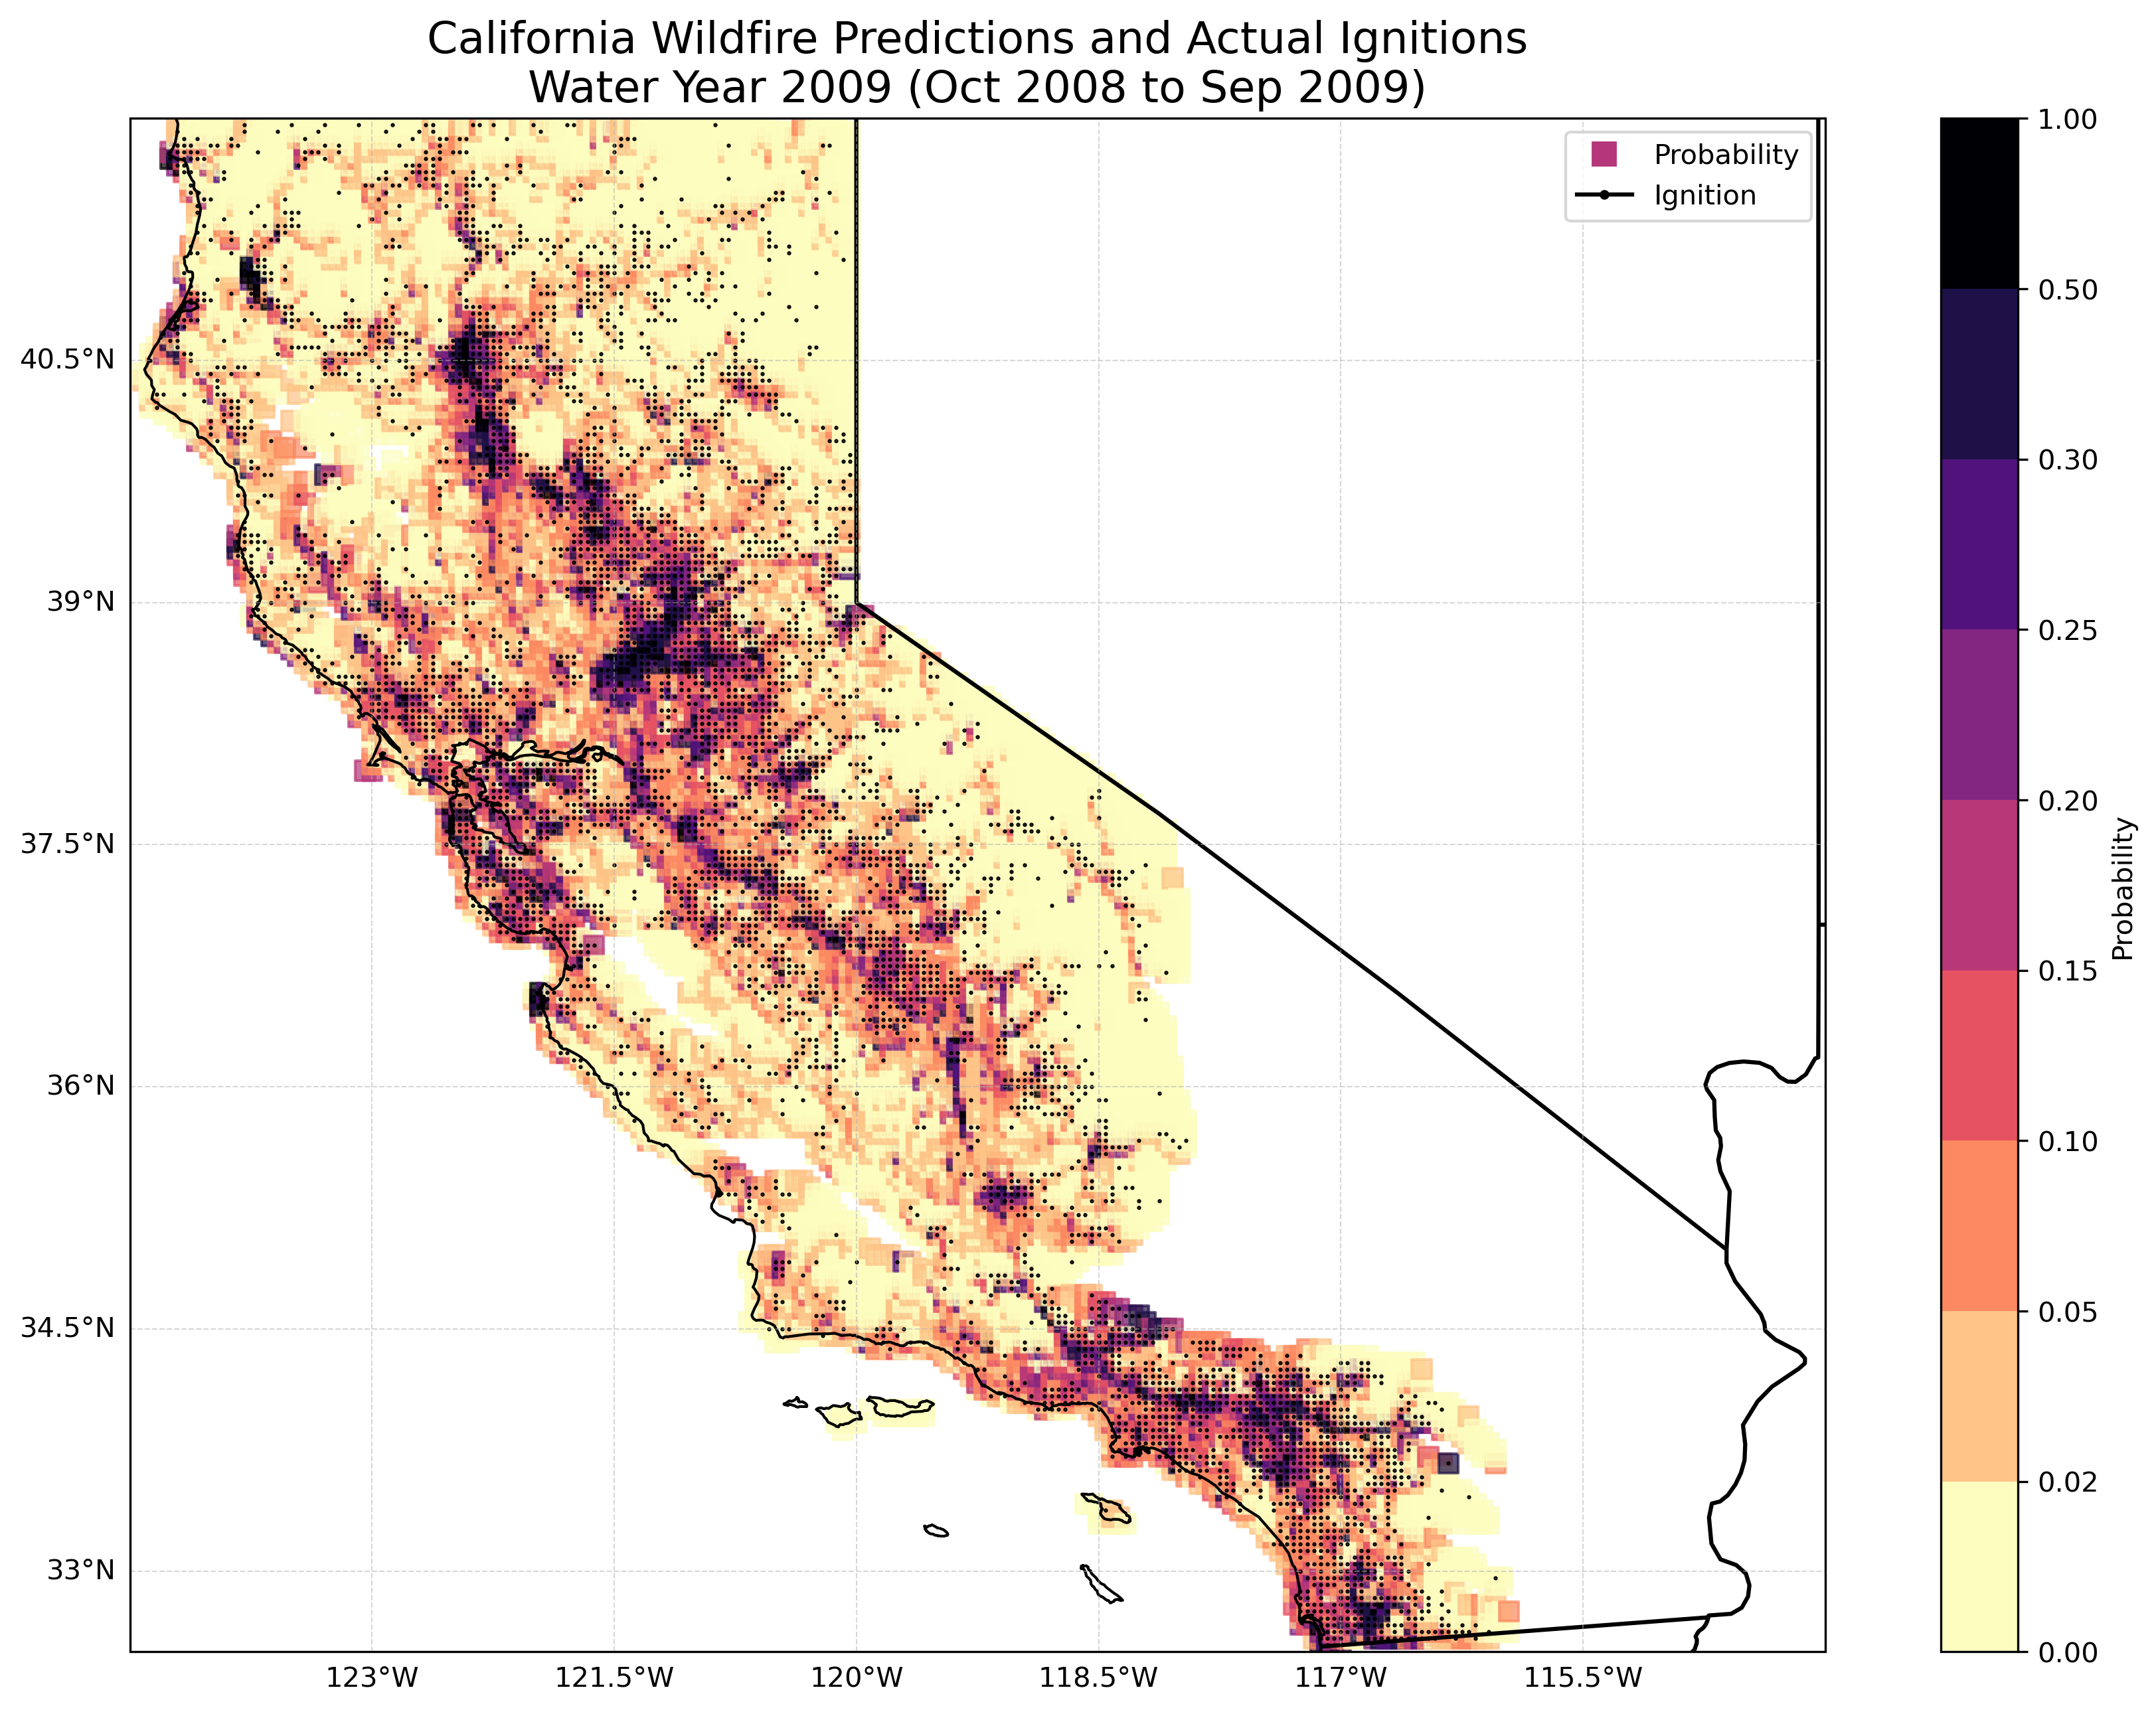 California Wildfire Predictions and Actual Ignitions
Water Year 2009 (Oct 2008 to Sep 2009)
Probability
Ignition
40.5°N
39°N
37.5°N
36°N
34.5°N
33°N
123°W
121.5°W
120°W
118.5°W
117°W
115.5°W
1.00
0.50
0.30
0.25
0.20
0.15
0.10
0.05
0.02
0.00
Probability